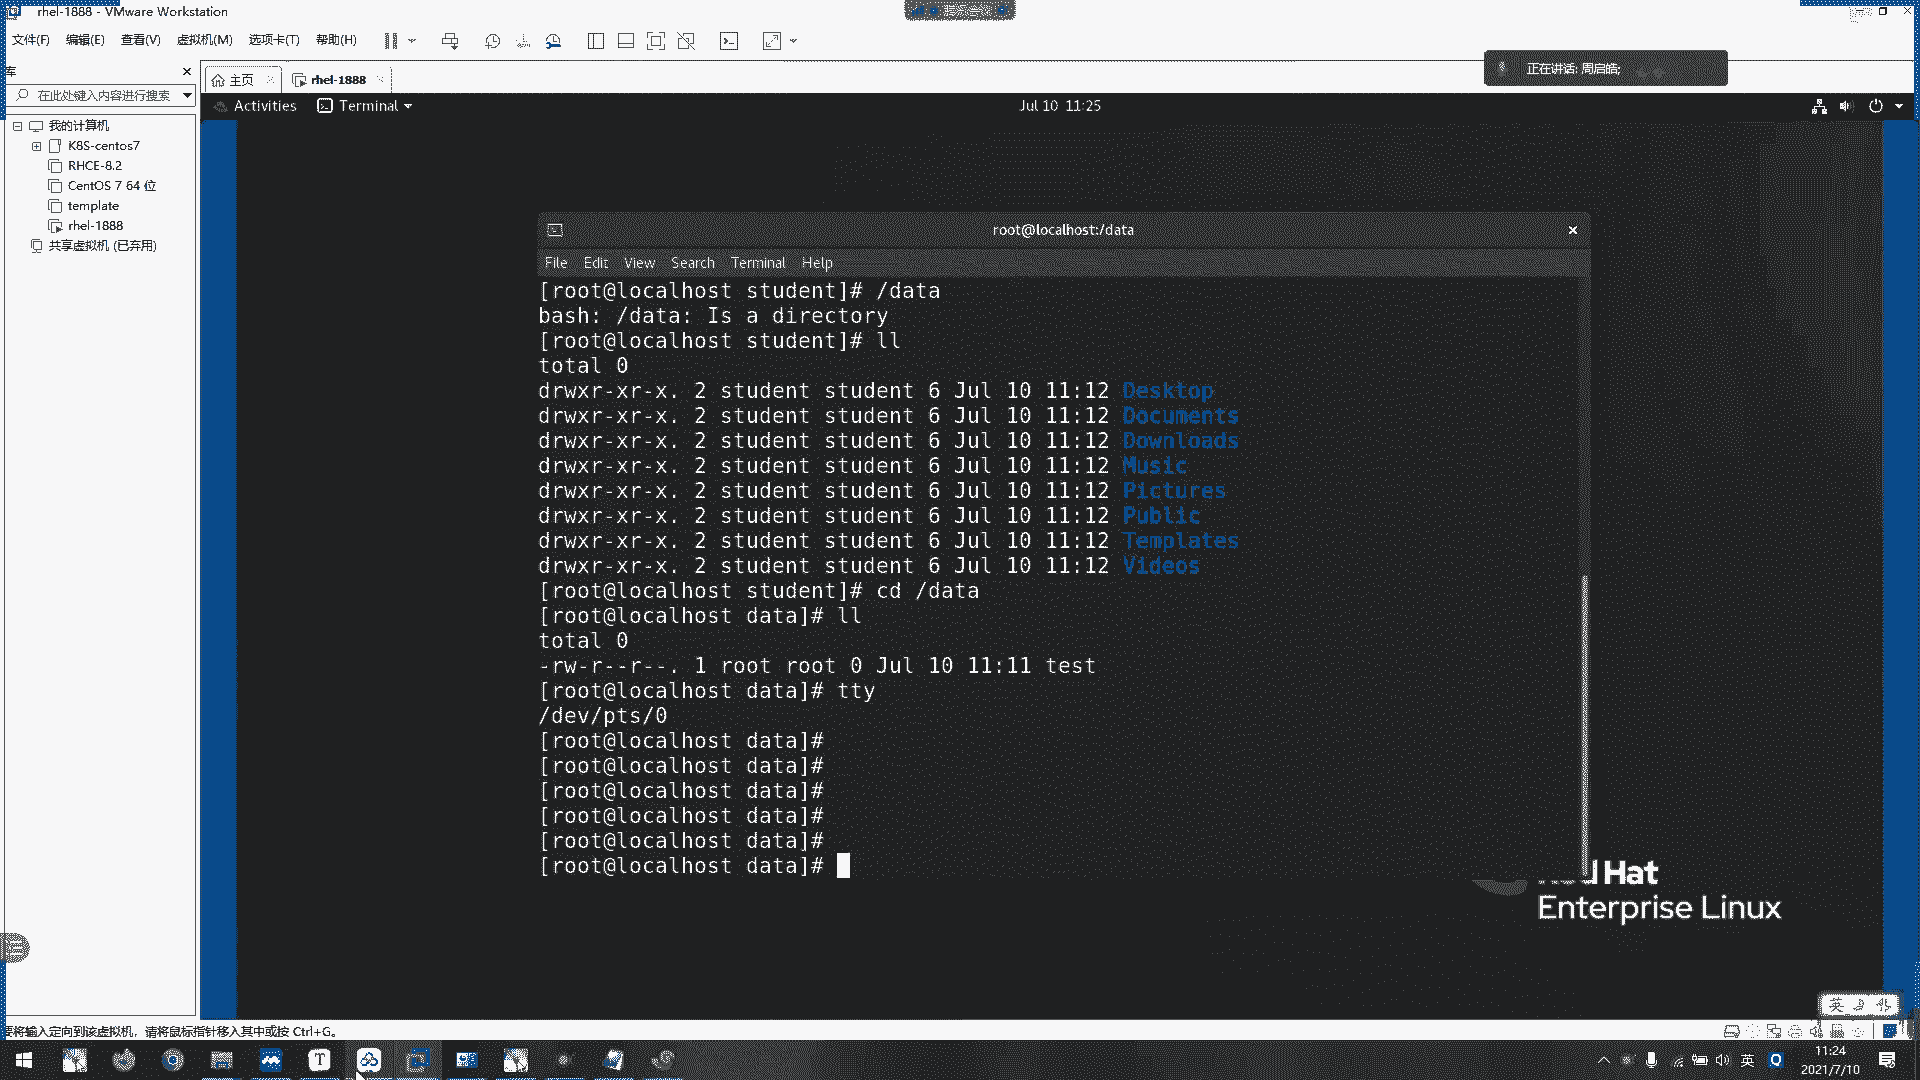 rhel-1888 - VMware Workstation
文件(F) 编辑(E) 查看(V) 虚拟机(M) 选项卡(T) 帮助(H)
正在讲话: 周启皓;
库
主页
rhel-1888
在此处键入内容进行搜索
Activities
Terminal
Jul 10 11:25
我的计算机
K8S-centos7
RHCE-8.2
CentOS 7 64 位
template
rhel-1888
共享虚拟机 (已弃用)
root@localhost:/data
File Edit View Search Terminal Help
[root@localhost student]# /data
bash: /data: Is a directory
[root@localhost student]# ll
total 0
drwxr-xr-x. 2 student student 6 Jul 10 11:12 Desktop
drwxr-xr-x. 2 student student 6 Jul 10 11:12 Documents
drwxr-xr-x. 2 student student 6 Jul 10 11:12 Downloads
drwxr-xr-x. 2 student student 6 Jul 10 11:12 Music
drwxr-xr-x. 2 student student 6 Jul 10 11:12 Pictures
drwxr-xr-x. 2 student student 6 Jul 10 11:12 Public
drwxr-xr-x. 2 student student 6 Jul 10 11:12 Templates
drwxr-xr-x. 2 student student 6 Jul 10 11:12 Videos
[root@localhost student]# cd /data
[root@localhost data]# ll
total 0
-rw-r--r--. 1 root root 0 Jul 10 11:11 test
[root@localhost data]# tty
/dev/pts/0
[root@localhost data]#
[root@localhost data]#
[root@localhost data]#
[root@localhost data]#
[root@localhost data]#
[root@localhost data]#
Hat
Enterprise Linux
英
要将输入定向到该虚拟机，请将鼠标指针移入其中或按 Ctrl+G。
T
英
11:24
2021/7/10